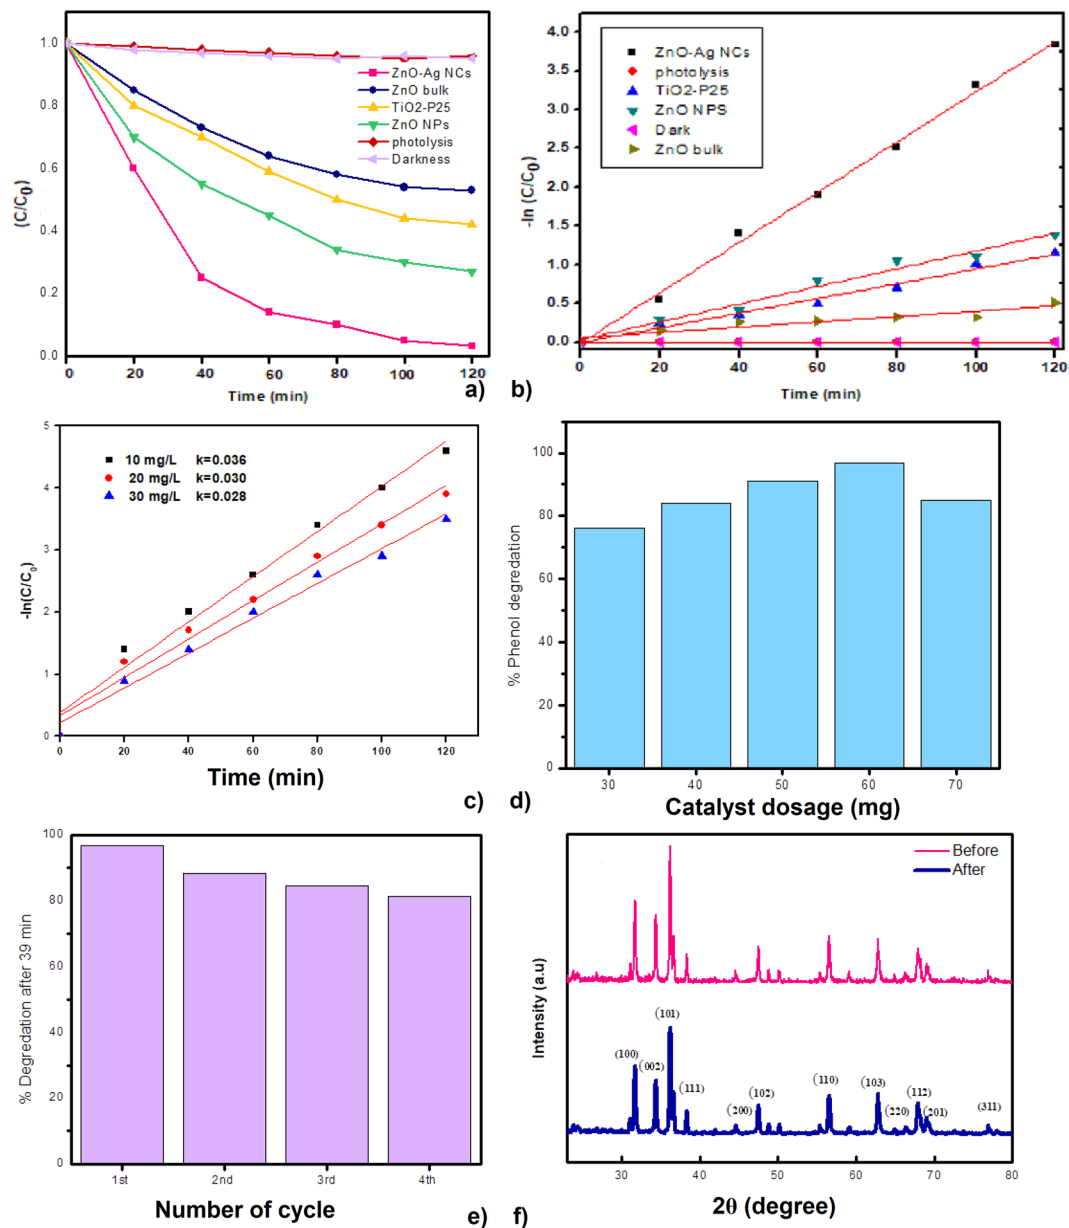 1.0
0.8
0.6
0.4
0.2
0.0
(C/C0)
ZnO-Ag NCs
ZnO bulk
TiO2-P25
ZnO NPs
photolysis
Darkness
0 20 40 60 80 100 120
Time (min)
a)
4.0
3.5
3.0
2.5
2.0
1.5
1.0
0.5
0.0
-ln (C/C0)
ZnO-Ag NCs
photolysis
TiO2-P25
ZnO NPS
Dark
ZnO bulk
0 20 40 60 80 100 120
Time (min)
b)
5
4
3
2
1
0
-ln(C/C0)
10 mg/L k=0.036
20 mg/L k=0.030
30 mg/L k=0.028
0 20 40 60 80 100 120
Time (min)
c)
100
80
60
40
20
0
% Phenol degredation
30 40 50 60 70
Catalyst dosage (mg)
d)
100
80
60
40
20
0
% Degredation after 39 min
1st 2nd 3rd 4th
Number of cycle
e)
Before
After
Intensity (a.u)
(100)
(002)
(101)
(111)
(200)
(102)
(110)
(103)
(220)
(112)
(201)
(311)
30 40 50 60 70 80
2θ (degree)
f)